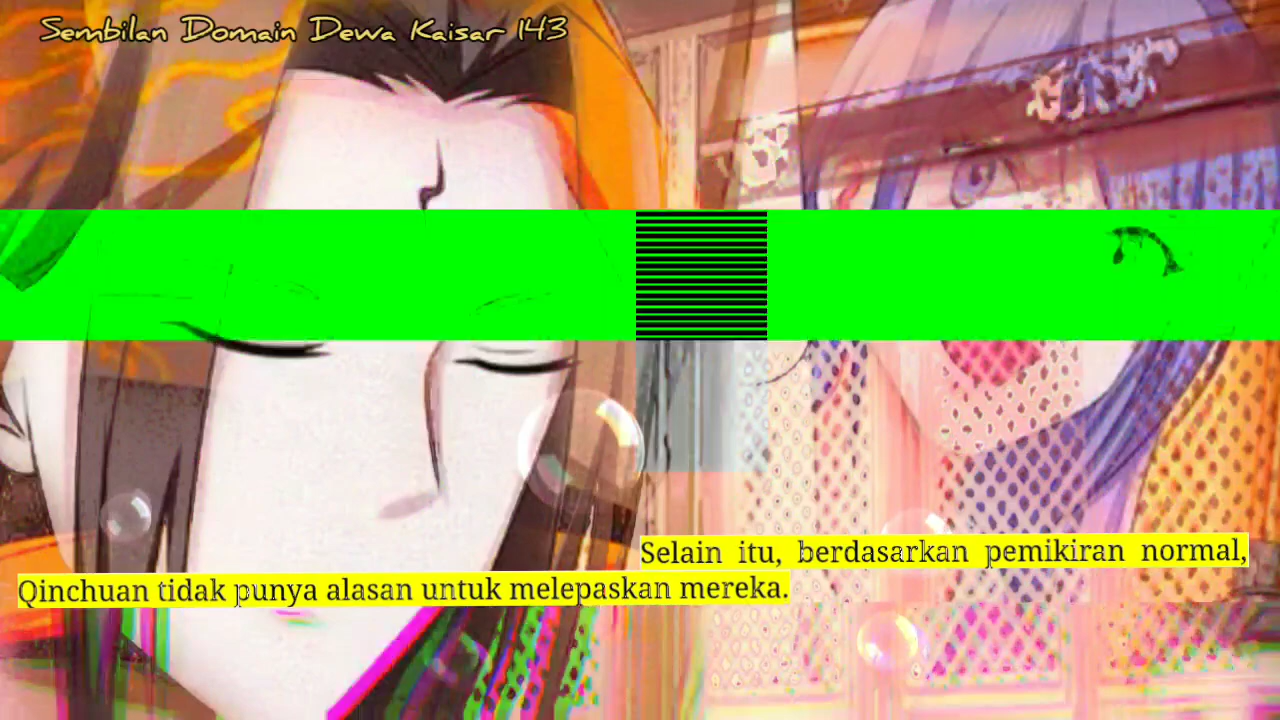 Sembilan Domain Dewa Kaisar 143
Selain itu, berdasarkan pemikiran normal,
Qinchuan tidak punya alasan untuk melepaskan mereka.